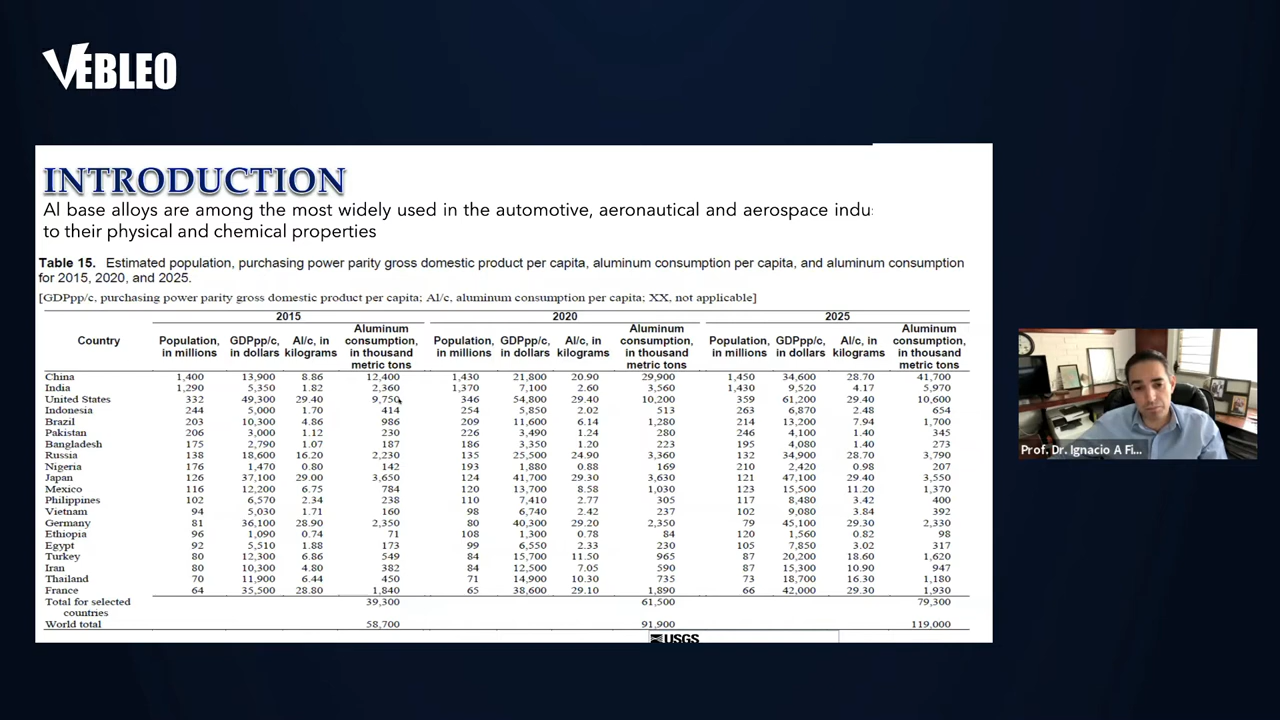 VEBLEO
INTRODUCTION
Al base alloys are among the most widely used in the automotive, aeronautical and aerospace indu
to their physical and chemical properties
Table 15. Estimated population, purchasing power parity gross domestic product per capita, aluminum consumption per capita, and aluminum consumption
for 2015, 2020, and 2025.
[GDPpp/c, purchasing power parity gross domestic product per capita; Al/c, aluminum consumption per capita; XX, not applicable]
2015 2020 2025
Country Population, in millions GDPpp/c, in dollars Al/c, in kilograms Aluminum consumption, in thousand metric tons Population, in millions GDPpp/c, in dollars Al/c, in kilograms Aluminum consumption, in thousand metric tons Population, in millions GDPpp/c, in dollars Al/c, in kilograms Aluminum consumption, in thousand metric tons
China 1,400 13,900 8.86 12,400 1,430 21,800 20.90 29,900 1,450 34,600 28.70 41,700
India 1,290 5,350 1.82 2,360 1,370 7,100 2.60 3,560 1,430 9,520 4.17 5,970
United States 332 49,300 29.40 9,750 346 54,800 29.40 10,200 359 61,200 29.40 10,600
Indonesia 244 5,000 1.70 414 254 5,850 2.02 513 263 6,870 2.48 654
Brazil 203 10,300 4.86 986 209 11,600 6.14 1,280 214 13,200 7.94 1,700
Pakistan 206 3,000 1.12 230 226 3,490 1.24 280 246 4,100 1.40 345
Bangladesh 175 2,790 1.07 187 186 3,350 1.20 223 195 4,080 1.40 273
Russia 138 18,600 16.20 2,230 135 25,500 24.90 3,360 132 34,900 28.70 3,790
Nigeria 176 1,470 0.80 142 193 1,880 0.88 169 210 2,420 0.98 207
Japan 126 37,100 29.00 3,650 124 41,700 29.30 3,630 121 47,100 29.40 3,550
Mexico 116 12,200 6.75 784 120 13,700 8.58 1,030 123 15,500 11.20 1,370
Philippines 102 6,570 2.34 238 110 7,410 2.77 305 117 8,480 3.42 400
Vietnam 94 5,030 1.71 160 98 6,740 2.42 237 102 9,080 3.84 392
Germany 81 36,100 28.90 2,350 80 40,300 29.20 2,350 79 45,100 29.30 2,330
Ethiopia 96 1,090 0.74 71 108 1,300 0.78 84 120 1,560 0.82 98
Egypt 92 5,510 1.88 173 99 6,550 2.33 230 105 7,850 3.02 317
Turkey 80 12,300 6.86 549 84 15,700 11.50 965 87 20,200 18.60 1,620
Iran 80 10,300 4.80 382 84 12,500 7.05 590 87 15,300 10.90 947
Thailand 70 11,900 6.44 450 71 14,900 10.30 735 73 18,700 16.30 1,180
France 64 35,500 28.80 1,840 65 38,600 29.10 1,890 66 42,000 29.30 1,930
Total for selected countries 39,300 61,500 79,300
World total 58,700 91,900 119,000
USGS
Prof. Dr. Ignacio A Fi...